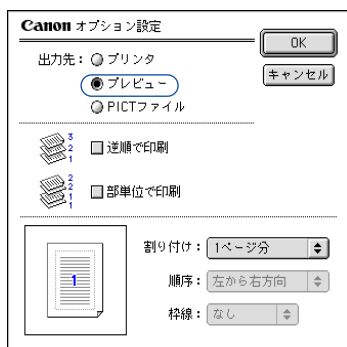 Canon オプション設定
OK
出力先： プリンタ
プレビュー
キャンセル
PICTファイル
3
2
1
逆順で印刷
2
2
1
1
部単位で印刷
割り付け： 1ページ分
1
順序： 左から右方向
枠線： なし